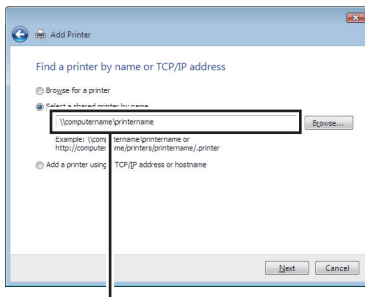 Add Printer
Find a printer by name or TCP/IP address
Browse for a printer
Select a shared printer by name
\\computername\printername
Browse...
Example: \\computername\printername or
http://computername/printers/printername/.printer
Add a printer using a TCP/IP address or hostname
Next
Cancel